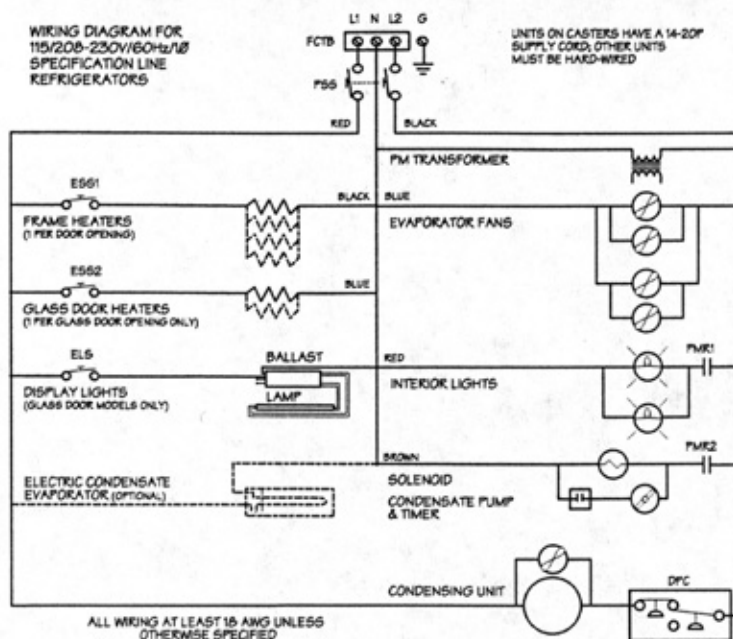 WIRING DIAGRAM FOR
115/208-230V/60Hz/1Ø
SPECIFICATION LINE
REFRIGERATORS
L1 N L2 G
FCTB
PSS
UNITS ON CASTERS HAVE A 14-20P
SUPPLY CORD; OTHER UNITS
MUST BE HARD-WIRED
RED
BLACK
PM TRANSFORMER
ESS1
BLACK
BLUE
FRAME HEATERS
(1 PER DOOR OPENING)
EVAPORATOR FANS
ESS2
BLUE
GLASS DOOR HEATERS
(1 PER GLASS DOOR OPENING ONLY)
ELS
BALLAST
RED
PMR1
DISPLAY LIGHTS
(GLASS DOOR MODELS ONLY)
LAMP
INTERIOR LIGHTS
BROWN
PMR2
ELECTRIC CONDENSATE
EVAPORATOR (OPTIONAL)
SOLENOID
CONDENSATE PUMP
& TIMER
CONDENSING UNIT
DPC
ALL WIRING AT LEAST 18 AWG UNLESS
OTHERWISE SPECIFIED